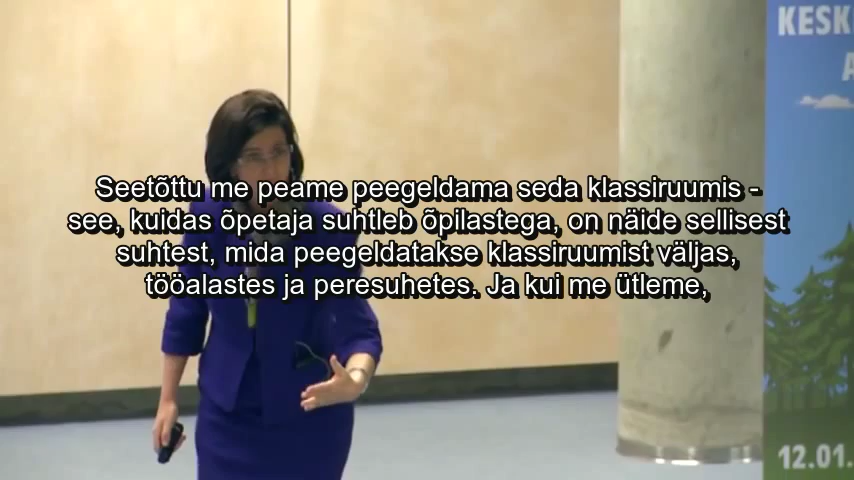 KESK
A
Seetõttu me peame peegeldama seda klassiruumis -
see, kuidas õpetaja suhtleb õpilastega, on näide sellisest
suhtest, mida peegeldatakse klassiruumist väljas,
tööalastes ja peresuhetes. Ja kui me ütleme,
12.01.